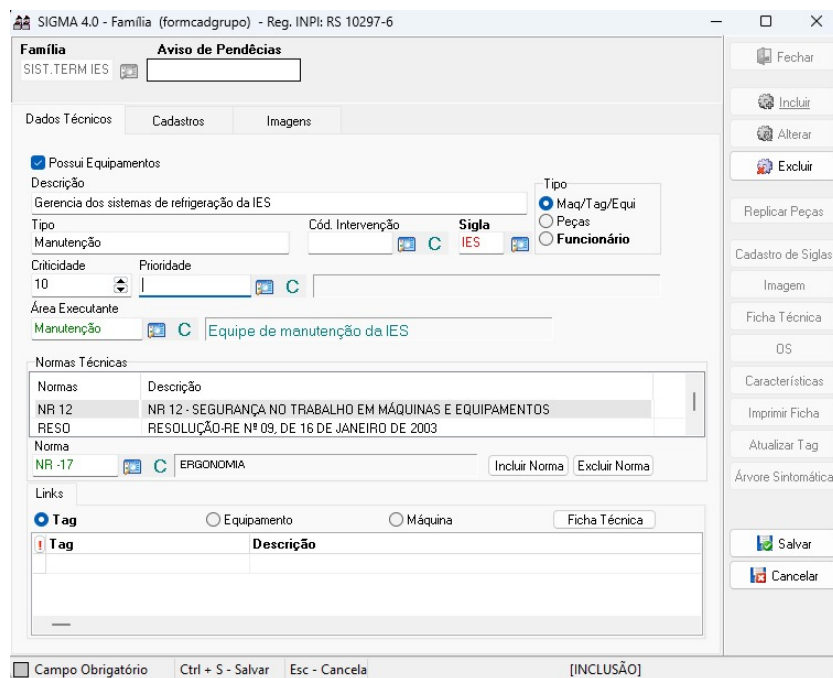 SIGMA 4.0 - Família (formcadgrupo) - Reg. INPI: RS 10297-6
Família Aviso de Pendêcias
SIST.TERM IES
Dados Técnicos Cadastros Imagens
Possui Equipamentos
Descrição
Gerencia dos sistemas de refrigeração da IES
Tipo
Maq/Tag/Equi
Peças
Funcionário
Tipo Cód. Intervenção Sigla
Manutenção C IES
Criticidade Prioridade
10 C
Área Executante
Manutenção C Equipe de manutenção da IES
Normas Técnicas
Normas Descrição
NR 12 NR 12 - SEGURANÇA NO TRABALHO EM MÁQUINAS E EQUIPAMENTOS
RESO RESOLUÇÃO-RE Nº 09, DE 16 DE JANEIRO DE 2003
Norma
NR -17 C ERGONOMIA Incluir Norma Excluir Norma
Links
Tag Equipamento Máquina Ficha Técnica
! Tag Descrição
Fechar
Incluir
Alterar
Excluir
Replicar Peças
Cadastro de Siglas
Imagem
Ficha Técnica
OS
Características
Imprimir Ficha
Atualizar Tag
Árvore Sintomática
Salvar
Cancelar
Campo Obrigatório Ctrl + S - Salvar Esc - Cancela [INCLUSÃO]